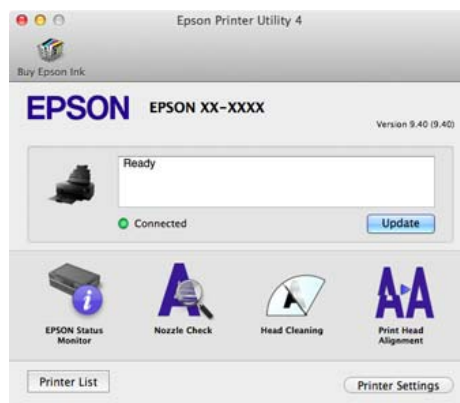 Epson Printer Utility 4
Buy Epson Ink
EPSON EPSON XX-XXXX
Version 9.40 (9.40)
Ready
Connected
Update
EPSON Status
Monitor
Nozzle Check
Head Cleaning
Print Head
Alignment
Printer List
Printer Settings